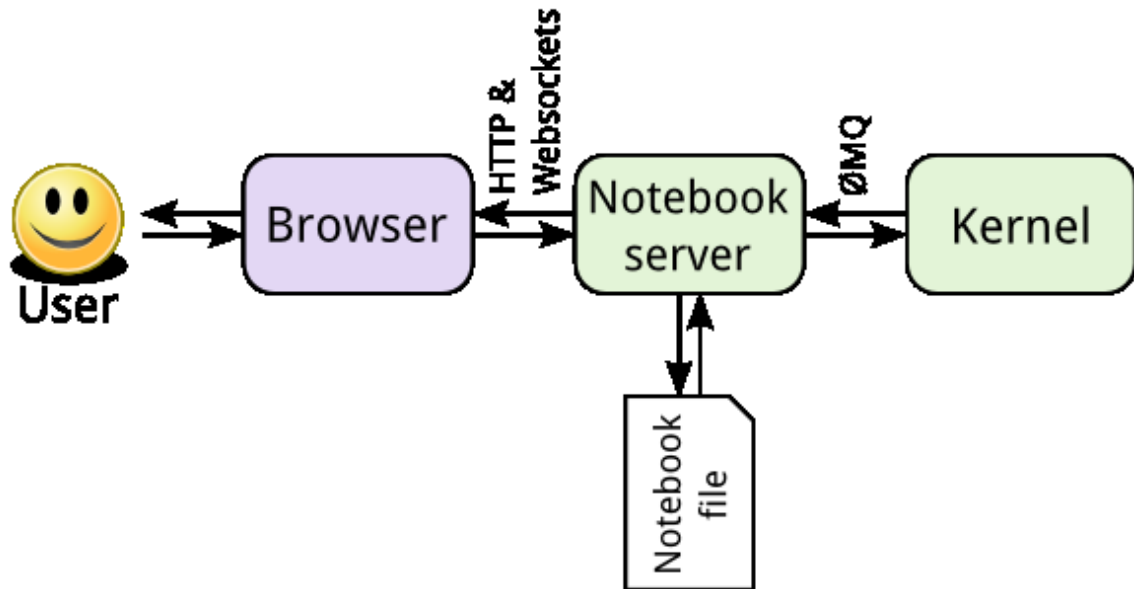 User
Browser
HTTP &
Websockets
Notebook
server
ØMQ
Kernel
Notebook
file